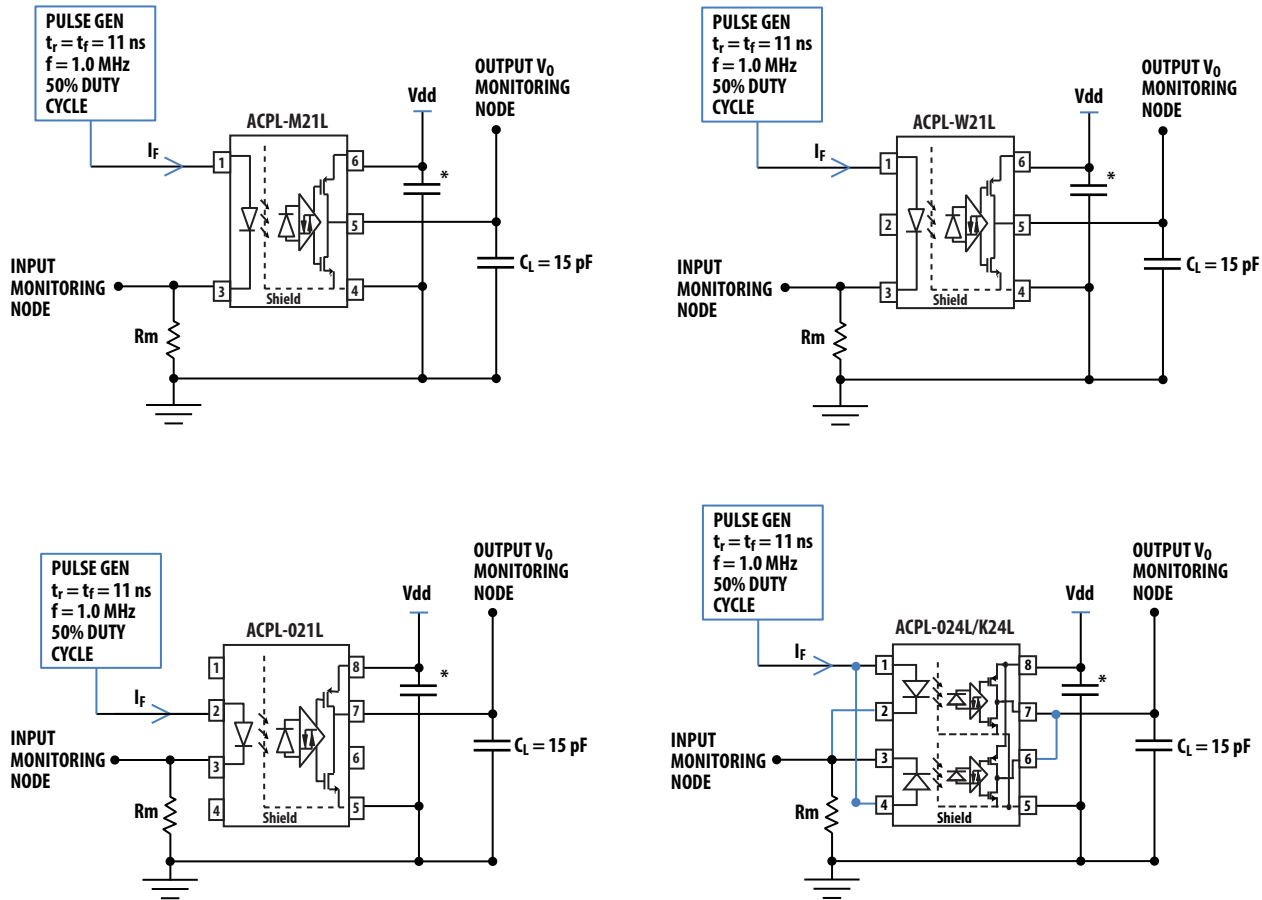 PULSE GEN
tr = tf = 11 ns
f = 1.0 MHz
50% DUTY
CYCLE
OUTPUT V0
MONITORING
NODE
Vdd
ACPL-M21L
IF
1
6
*
5
CL = 15 pF
INPUT
MONITORING
NODE
3
4
Shield
Rm
PULSE GEN
tr = tf = 11 ns
f = 1.0 MHz
50% DUTY
CYCLE
OUTPUT V0
MONITORING
NODE
Vdd
ACPL-W21L
IF
1
6
*
2
5
CL = 15 pF
INPUT
MONITORING
NODE
3
4
Shield
Rm
PULSE GEN
tr = tf = 11 ns
f = 1.0 MHz
50% DUTY
CYCLE
OUTPUT V0
MONITORING
NODE
Vdd
ACPL-021L
1
8
*
IF
2
7
INPUT
MONITORING
NODE
3
6
CL = 15 pF
4
5
Shield
Rm
PULSE GEN
tr = tf = 11 ns
f = 1.0 MHz
50% DUTY
CYCLE
OUTPUT V0
MONITORING
NODE
Vdd
ACPL-024L/K24L
IF
1
8
*
2
7
INPUT
MONITORING
NODE
3
6
CL = 15 pF
4
5
Shield
Rm